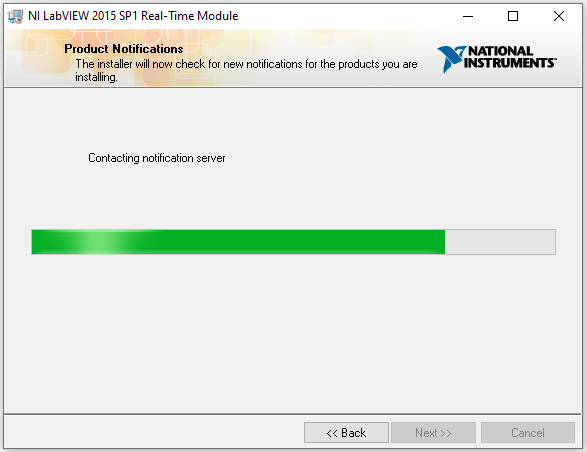 NI LabVIEW 2015 SP1 Real-Time Module
Product Notifications
The installer will now check for new notifications for the products you are
installing.
NATIONAL
INSTRUMENTS™
Contacting notification server
<< Back
Next >>
Cancel